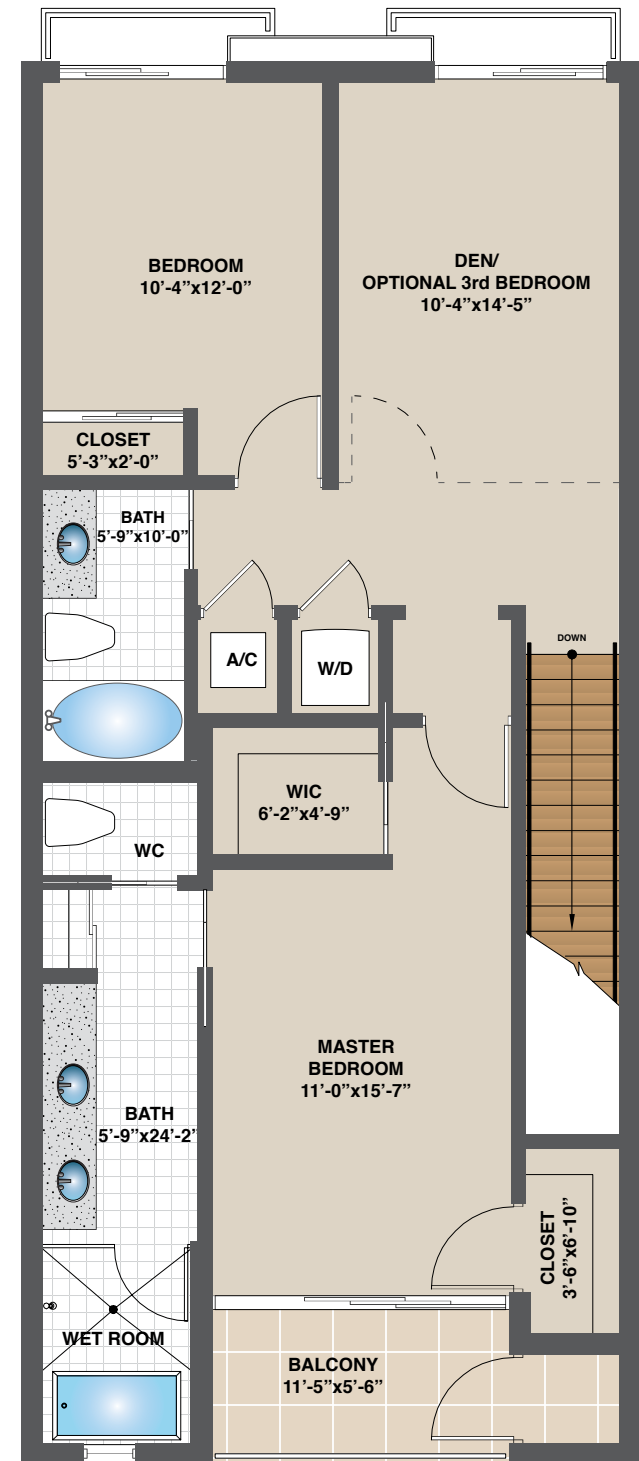 BEDROOM
10'-4”x12’-0”
DEN/
OPTIONAL 3rd BEDROOM
10'-4”x14’-5”
CLOSET
5’-3”x2’-0”
BATH
5’-9”x10’-0”
A/C
W/D
DOWN
WIC
6’-2”x4’-9”
WC
MASTER
BEDROOM
11’-0”x15’-7”
BATH
5’-9”x24’-2”
CLOSET
3’-6”x6’-10”
WET ROOM
BALCONY
11’-5”x5’-6”